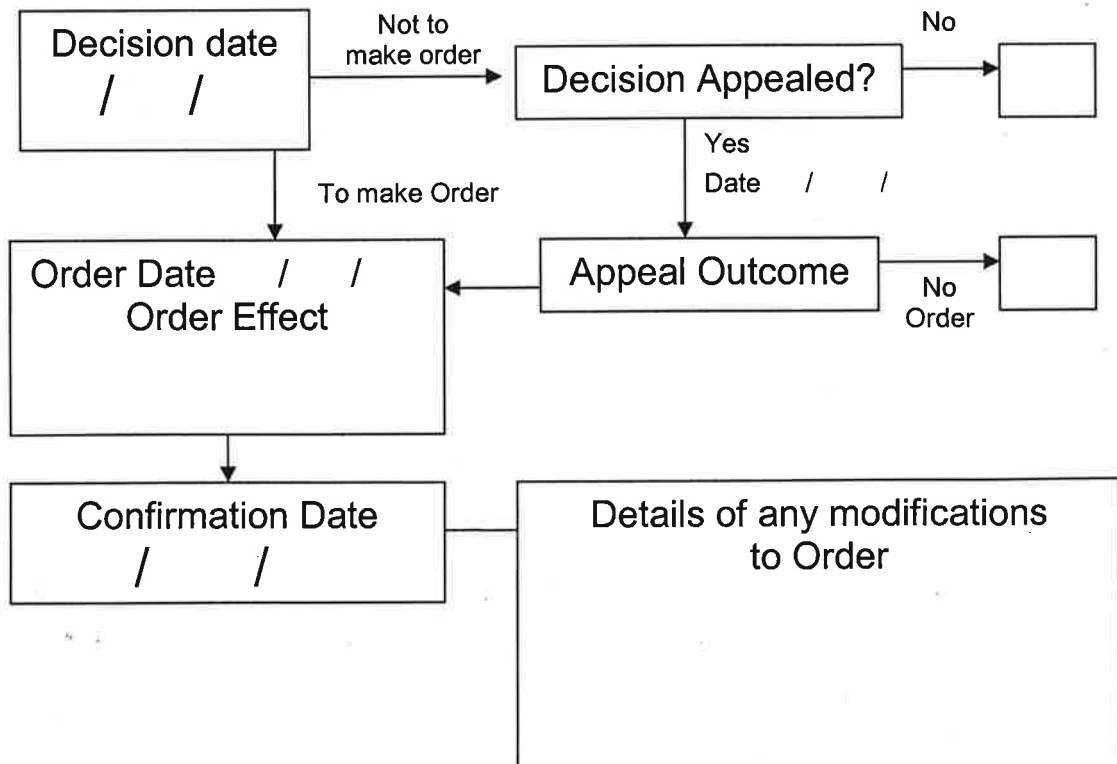 Decision date
/ /
Not to
make order
Decision Appealed?
No
Yes
Date / /
To make Order
Order Date / /
Order Effect
Appeal Outcome
No
Order
Confirmation Date
/ /
Details of any modifications
to Order